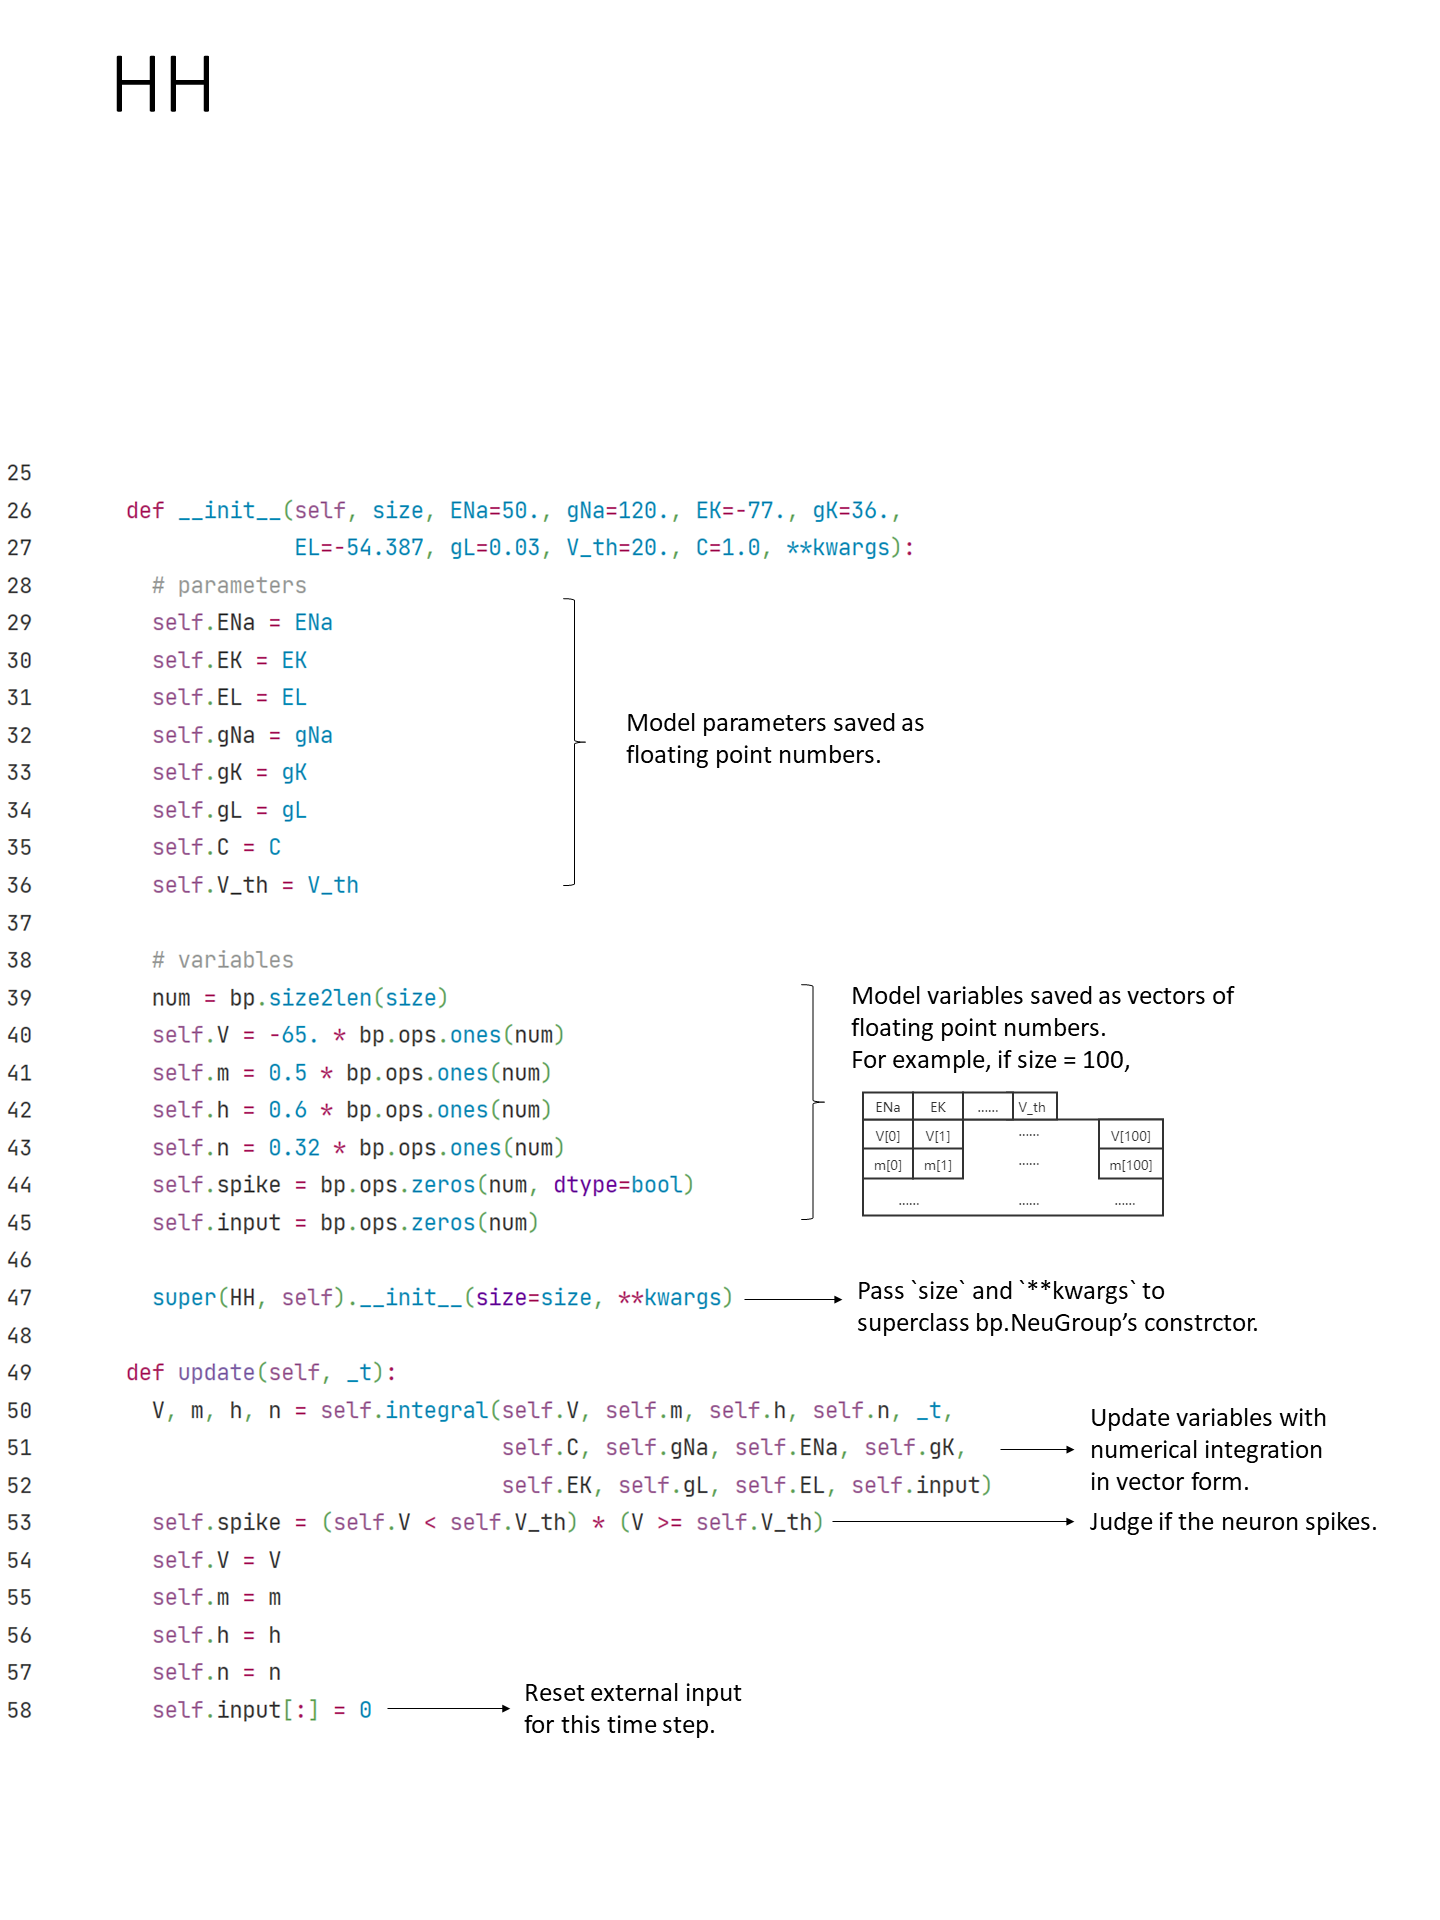 HH
25
26 def __init__(self, size, ENa=50., gNa=120., EK=-77., gK=36.,
27 EL=-54.387, gL=0.03, V_th=20., C=1.0, **kwargs):
28 # parameters
29 self.ENa = ENa
30 self.EK = EK
31 self.EL = EL
32 self.gNa = gNa
33 self.gK = gK
34 self.gL = gL
35 self.C = C
36 self.V_th = V_th
Model parameters saved as
floating point numbers.
37
38 # variables
39 num = bp.size2len(size)
40 self.V = -65. * bp.ops.ones(num)
41 self.m = 0.5 * bp.ops.ones(num)
42 self.h = 0.6 * bp.ops.ones(num)
43 self.n = 0.32 * bp.ops.ones(num)
44 self.spike = bp.ops.zeros(num, dtype=bool)
45 self.input = bp.ops.zeros(num)
Model variables saved as vectors of
floating point numbers.
For example, if size = 100,
ENa EK ...... V_th
V[0] V[1] ...... V[100]
m[0] m[1] ...... m[100]
...... ...... ......
46
47 super(HH, self).__init__(size=size, **kwargs)
Pass `size` and `**kwargs` to
superclass bp.NeuGroup’s constrctor.
48
49 def update(self, _t):
50 V, m, h, n = self.integral(self.V, self.m, self.h, self.n, _t,
51 self.C, self.gNa, self.ENa, self.gK,
52 self.EK, self.gL, self.EL, self.input)
Update variables with
numerical integration
in vector form.
53 self.spike = (self.V < self.V_th) * (V >= self.V_th)
Judge if the neuron spikes.
54 self.V = V
55 self.m = m
56 self.h = h
57 self.n = n
58 self.input[:] = 0
Reset external input
for this time step.